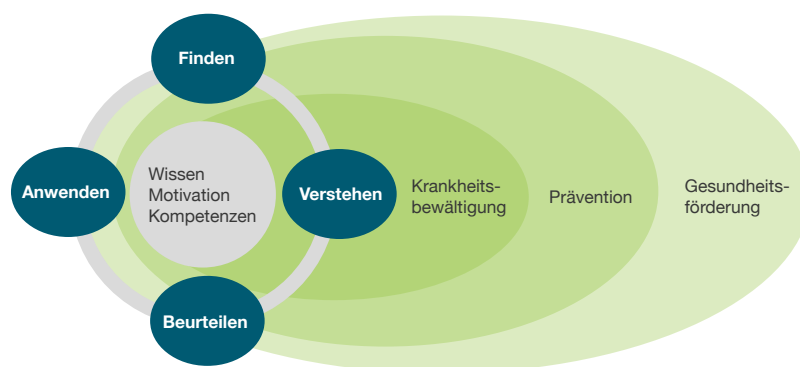 Finden
Anwenden
Wissen
Motivation
Kompetenzen
Verstehen
Krankheits-
bewältigung
Prävention
Gesundheits-
förderung
Beurteilen